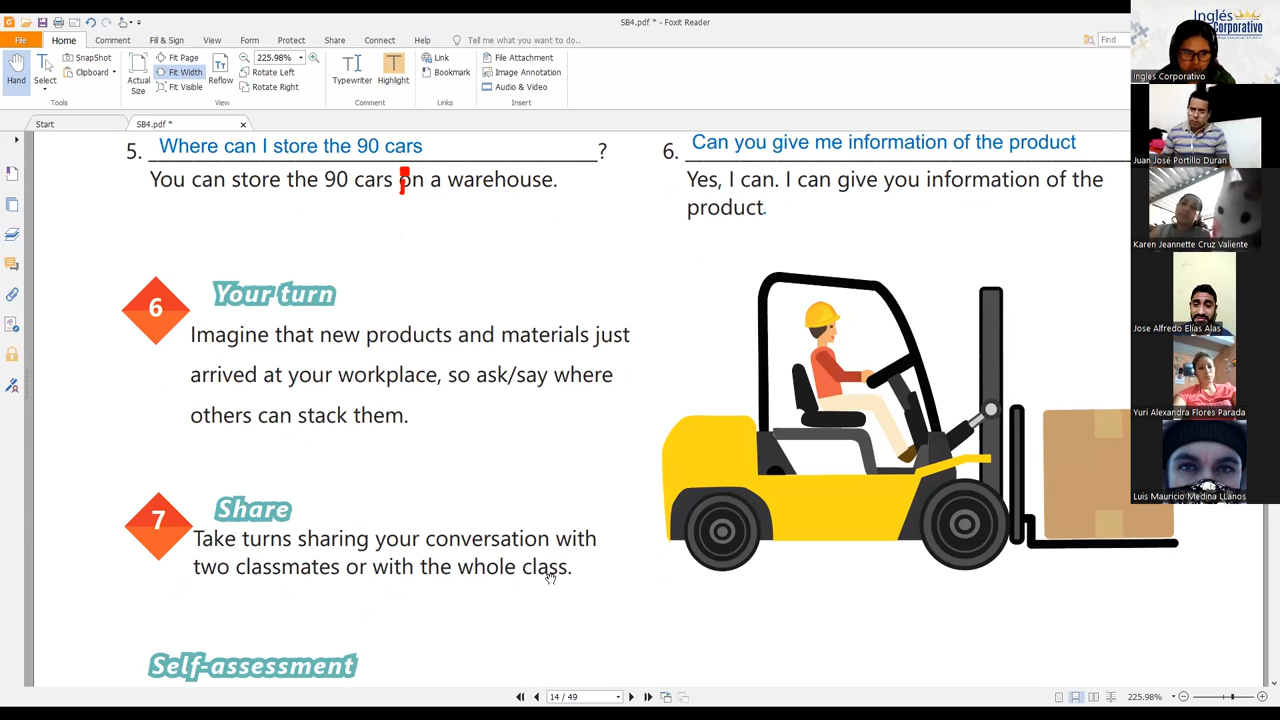 SB4.pdf * - Foxit Reader
File Home Comment Fill & Sign View Form Protect Share Connect Help Tell me what you want to do... Find
Hand Select SnapShot Clipboard Actual Size Fit Page Fit Width Fit Visible Reflow 225.98% Rotate Left Rotate Right Typewriter Highlight Link Bookmark File Attachment Image Annotation Audio & Video
Tools View Comment Links Insert
Start SB4.pdf *
5. Where can I store the 90 cars ?
You can store the 90 cars on a warehouse.
6. Can you give me information of the product
Yes, I can. I can give you information of the
product.
6 Your turn
Imagine that new products and materials just
arrived at your workplace, so ask/say where
others can stack them.
7 Share
Take turns sharing your conversation with
two classmates or with the whole class.
Self-assessment
14 / 49 225.98%
Inglés
Corporativo
Ingles Corporativo
Juan José Portillo Duran
Karen Jeannette Cruz Valiente
Jose Alfredo Elías Alas
Yuri Alexandra Flores Parada
Luis Mauricio Medina LLanos